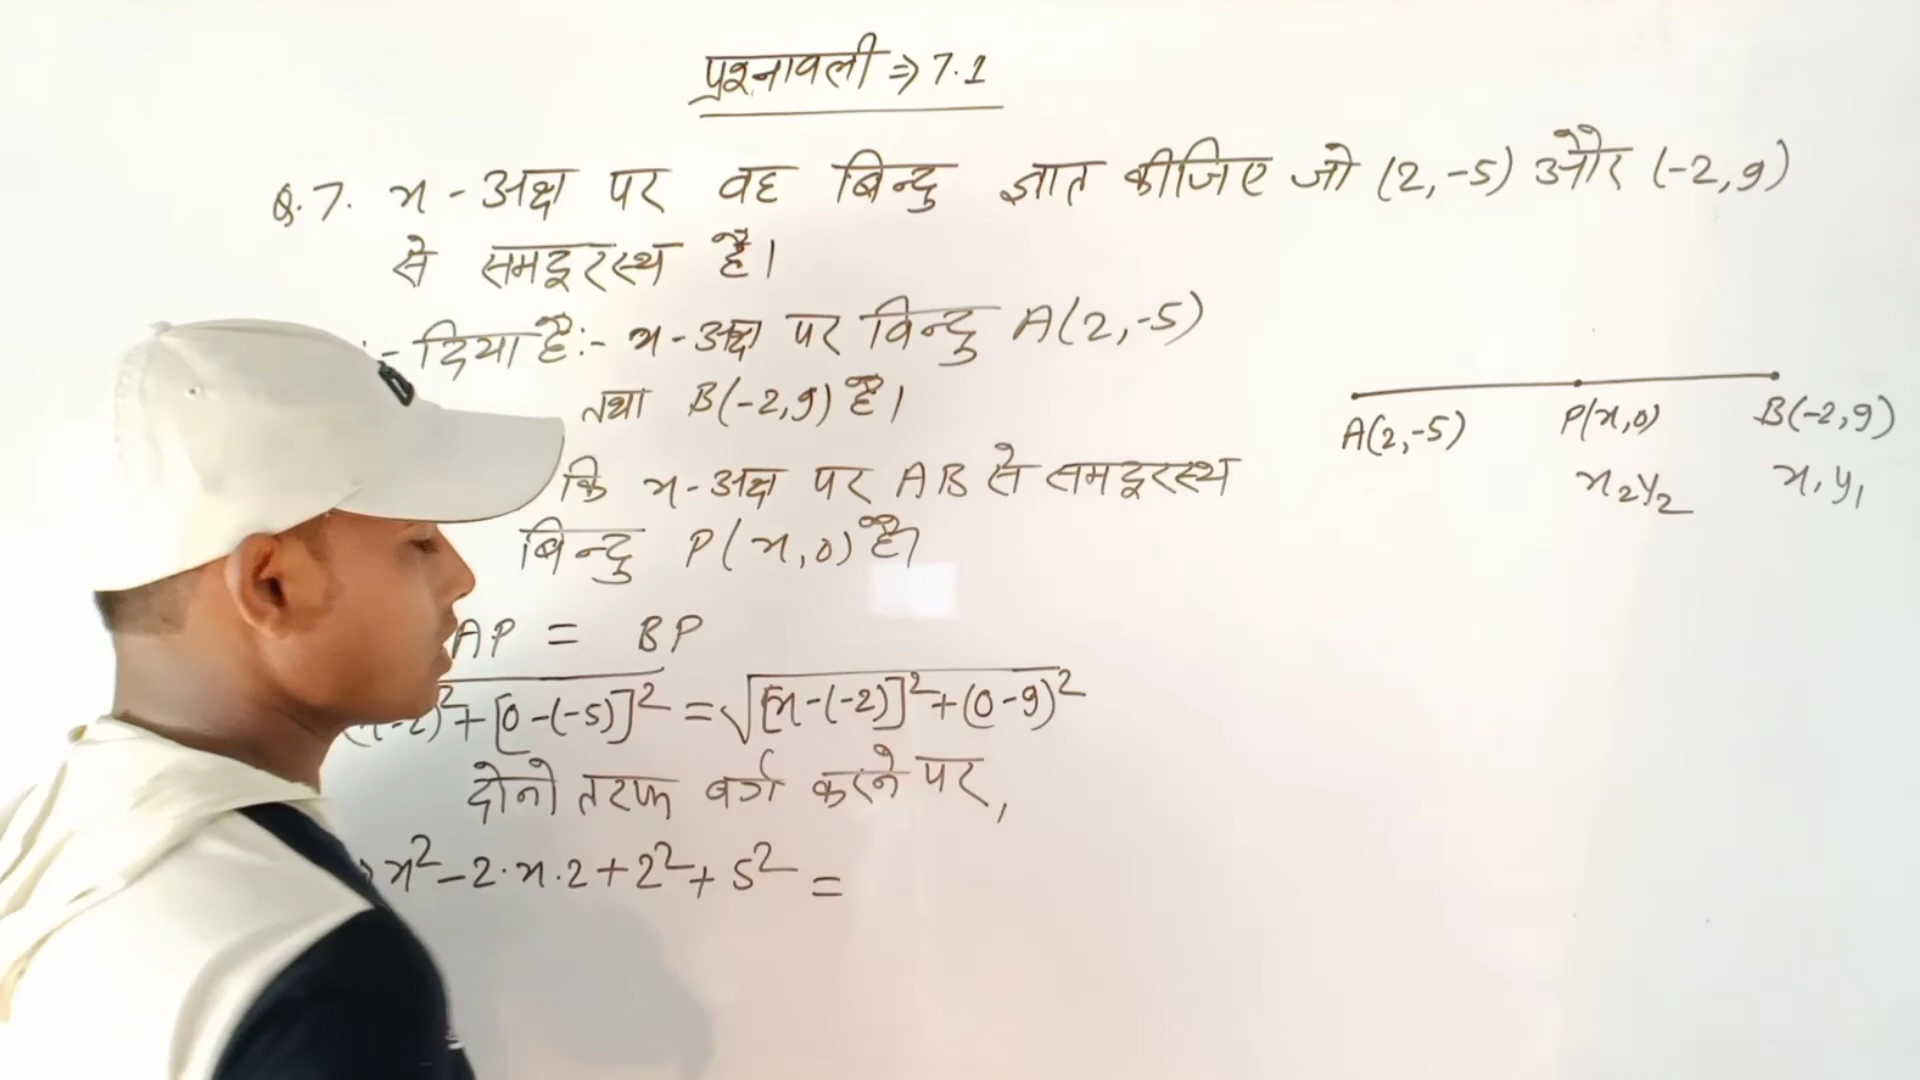 प्रश्नावली ⇒ 7.1
Q.7. x - अक्ष पर वह बिन्दु ज्ञात कीजिए जो (2,-5) और (-2,9)
से समदूरस्थ है।
:- दिया है:- x-अक्ष पर बिन्दु A(2,-5)
तथा B(-2,9) है।
कि x-अक्ष पर AB से समदूरस्थ
बिन्दु P(x,0) है।
A(2,-5) P(x,0) B(-2,9)
x₂y₂ x₁y₁
AP = BP
-2)²+[0-(-5)]² = √[x-(-2)]²+(0-9)²
दोनो तरफ वर्ग करने पर,
x²-2·x·2+2²+5² =